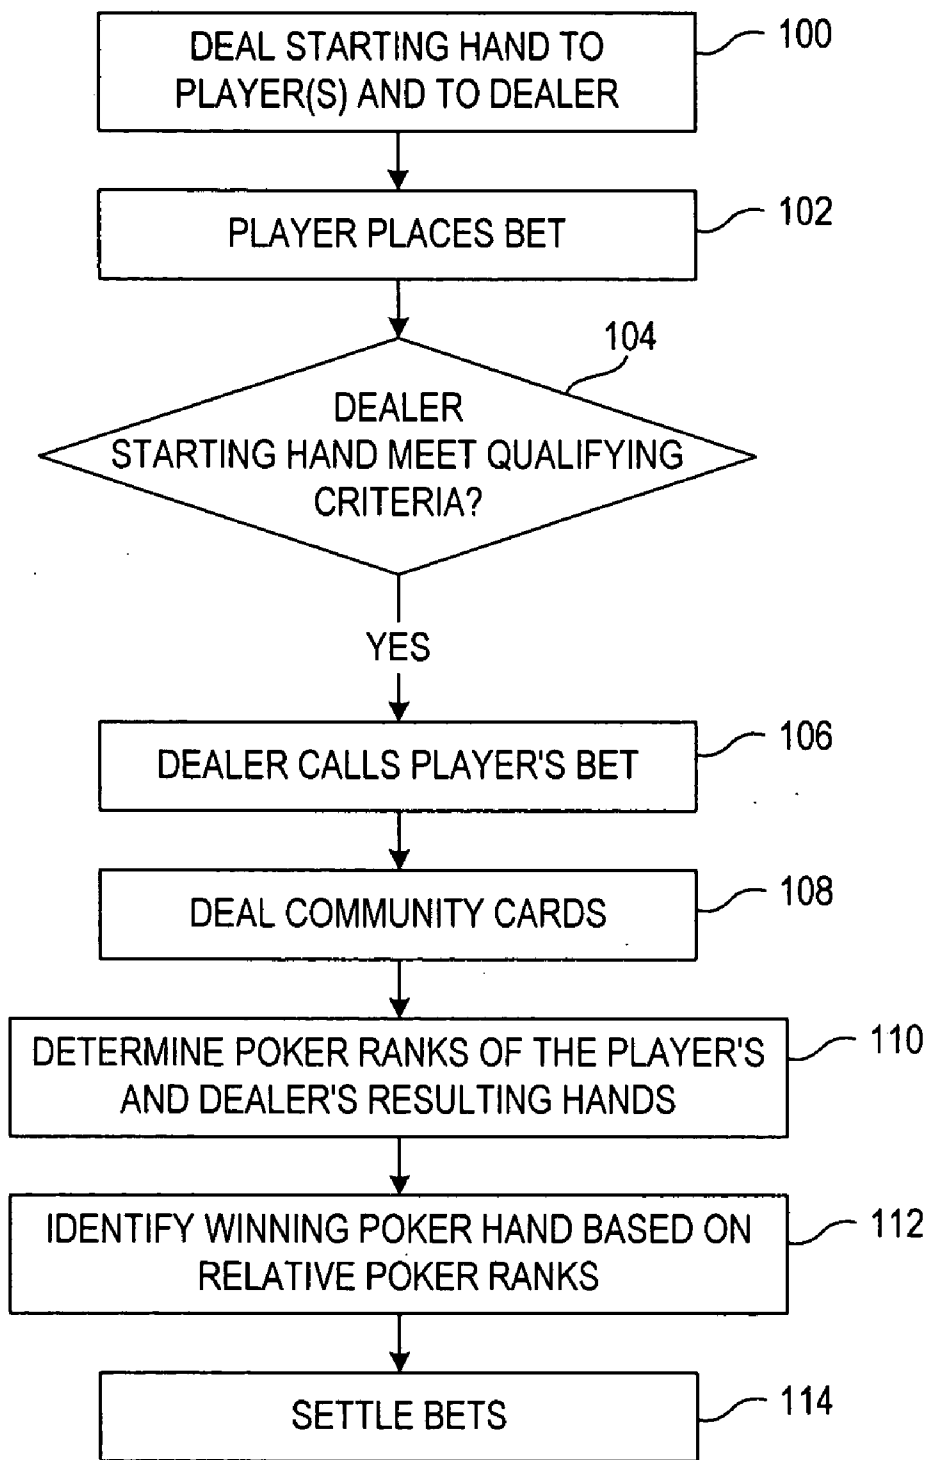 DEAL STARTING HAND TO
PLAYER(S) AND TO DEALER
100
PLAYER PLACES BET
102
104
DEALER
STARTING HAND MEET QUALIFYING
CRITERIA?
YES
DEALER CALLS PLAYER'S BET
106
DEAL COMMUNITY CARDS
108
DETERMINE POKER RANKS OF THE PLAYER'S
AND DEALER'S RESULTING HANDS
110
IDENTIFY WINNING POKER HAND BASED ON
RELATIVE POKER RANKS
112
SETTLE BETS
114